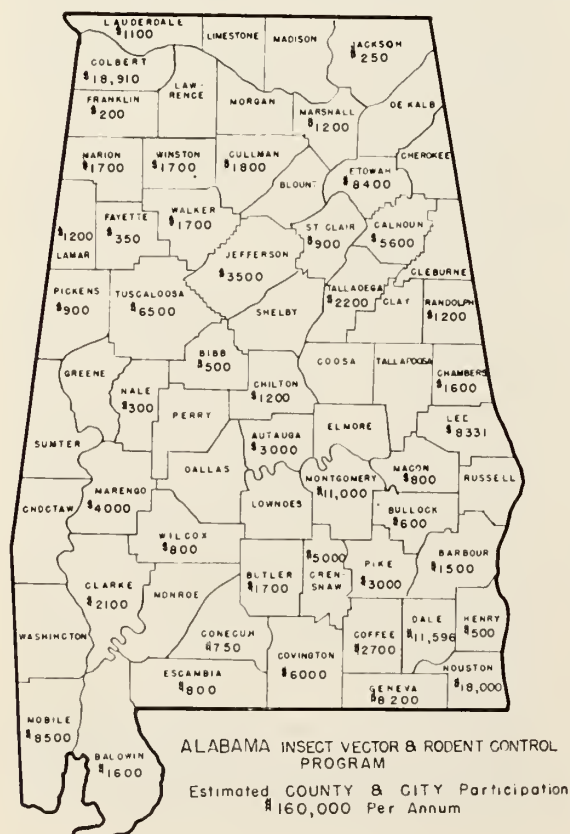 LAUDERDALE
$1100
LIMESTONE
MADISON
JACKSON
$250
COLBERT
$18,910
LAW-
RENCE
FRANKLIN
$200
MORGAN
MARSHALL
$1200
DE KALB
CHEROKEE
MARION
$1700
WINSTON
$1700
CULLMAN
$1800
BLOUNT
ETOWAH
$8400
$1200
LAMAR
FAYETTE
$350
WALKER
$1700
JEFFERSON
$3500
ST CLAIR
$900
CALHOUN
$5600
CLEBURNE
PICKENS
$900
TUSCALOOSA
$6500
SHELBY
TALLADEGA
$2200
CLAY
RANDOLPH
$1200
GREENE
NALE
$300
BIBB
$500
PERRY
CHILTON
$1200
COOSA
TALLAPOOSA
CHAMBERS
$1600
SUMTER
AUTAUGA
$3000
ELMORE
LEE
$8331
DALLAS
MACON
$800
RUSSELL
CHOCTAW
MARENGO
$4000
LOWNDES
MONTGOMERY
$11,000
BULLOCK
$600
WILCOX
$800
BUTLER
$1700
$5000
CREN-
SHAW
PIKE
$3000
BARBOUR
$1500
CLARKE
$2100
MONROE
WASHINGTON
CONECUH
$750
COVINGTON
$6000
COFFEE
$2700
DALE
$11,596
HENRY
$500
ESCAMBIA
$800
GENEVA
$8200
HOUSTON
$18,000
MOBILE
$8500
BALDWIN
$1600
ALABAMA INSECT VECTOR & RODENT CONTROL
PROGRAM
Estimated COUNTY & CITY Participation
$160,000 Per Annum